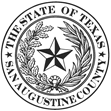 THE STATE OF TEXAS
SAN AUGUSTINE COUNTY